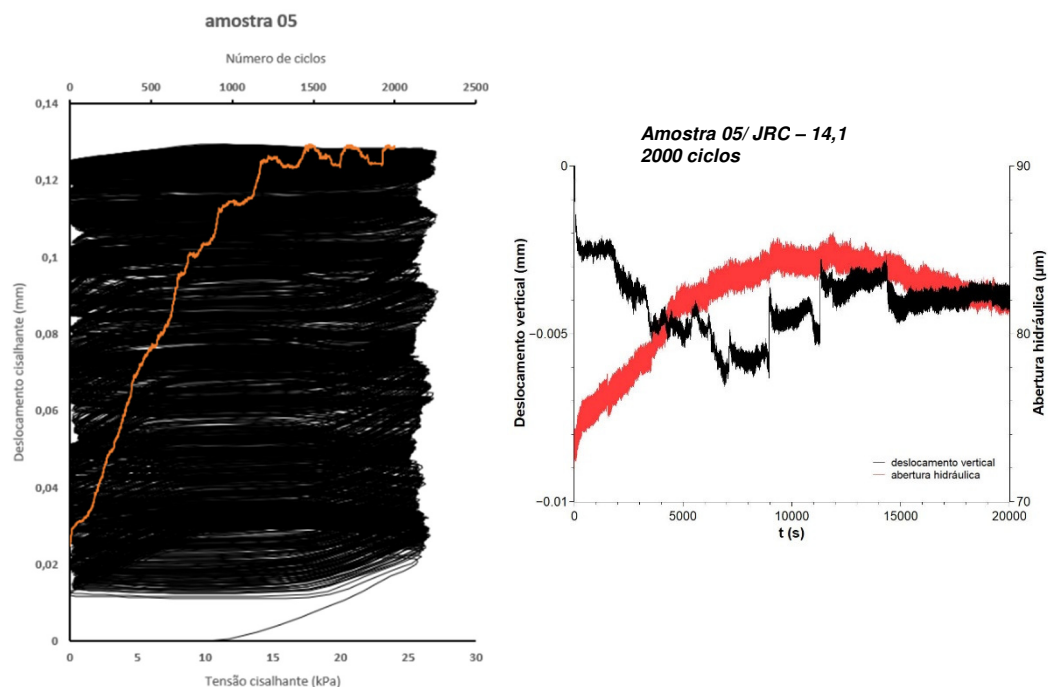 amostra 05
Número de ciclos
0 500 1000 1500 2000 2500
0,14
0,12
0,1
0,08
0,06
0,04
0,02
0
Deslocamento cisalhante (mm)
0 5 10 15 20 25 30
Tensão cisalhante (kPa)
Amostra 05/ JRC – 14,1
2000 ciclos
0
−0.005
−0.01
Deslocamento vertical (mm)
90
80
70
Abertura hidráulica (µm)
deslocamento vertical
abertura hidráulica
0 5000 10000 15000 20000
t (s)